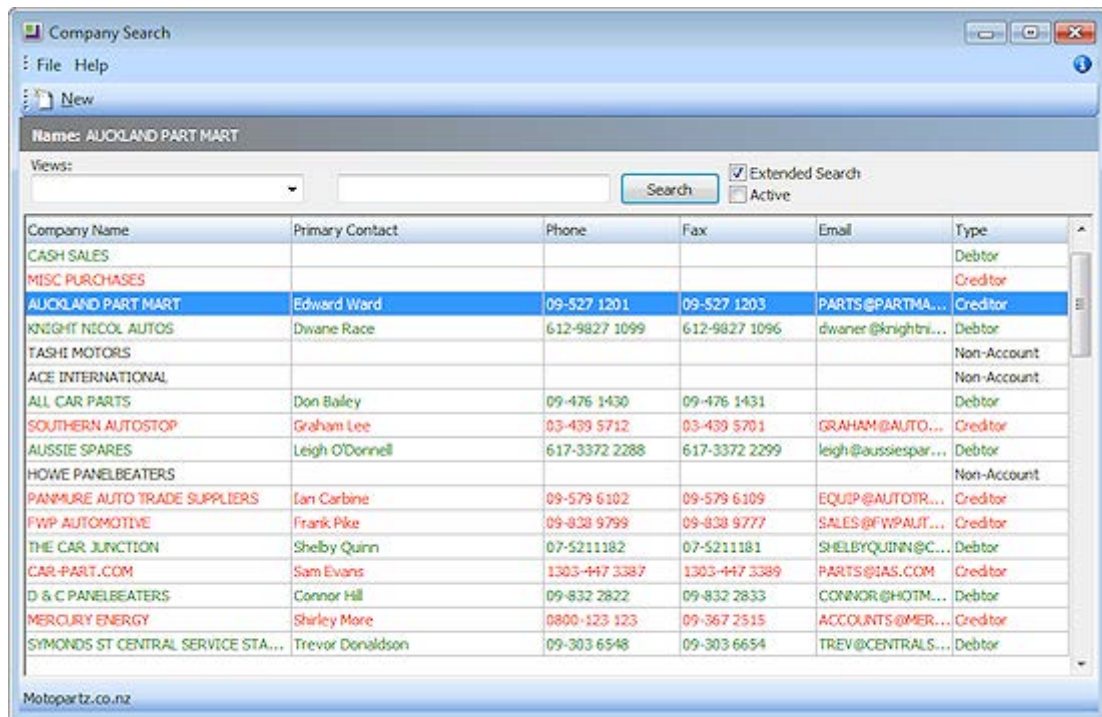 Company Search
File Help
New
Name: AUCKLAND PART MART
Views:
Search
Extended Search
Active
Company Name Primary Contact Phone Fax Email Type
CASH SALES Debtor
MISC PURCHASES Creditor
AUCKLAND PART MART Edward Ward 09-527 1201 09-527 1203 PARTS@PARTMA... Creditor
KNIGHT NICOL AUTOS Dwane Race 612-9827 1099 612-9827 1096 dwaner@knightni... Debtor
TASHI MOTORS Non-Account
ACE INTERNATIONAL Non-Account
ALL CAR PARTS Don Bailey 09-476 1430 09-476 1431 Debtor
SOUTHERN AUTOSTOP Graham Lee 03-439 5712 03-439 5701 GRAHAM@AUTO... Creditor
AUSSIE SPARES Leigh O'Donnell 617-3372 2288 617-3372 2299 leigh@aussiespar... Debtor
HOWE PANELBEATERS Non-Account
PANMURE AUTO TRADE SUPPLIERS Ian Carbine 09-579 6102 09-579 6109 EQUIP@AUTOTR... Creditor
FWP AUTOMOTIVE Frank Pike 09-838 9799 09-838 9777 SALES@FWPAUT... Creditor
THE CAR JUNCTION Shelby Quinn 07-5211182 07-5211181 SHELBYQUINN@C... Debtor
CAR-PART.COM Sam Evans 1303-447 3387 1303-447 3389 PARTS@IAS.COM Creditor
D & C PANELBEATERS Connor Hill 09-832 2822 09-832 2833 CONNOR@HOTM... Debtor
MERCURY ENERGY Shirley More 0800-123 123 09-367 2515 ACCOUNTS@MER... Creditor
SYMONDS ST CENTRAL SERVICE STA... Trevor Donaldson 09-303 6548 09-303 6654 TREV@CENTRALS... Debtor
Motopartz.co.nz